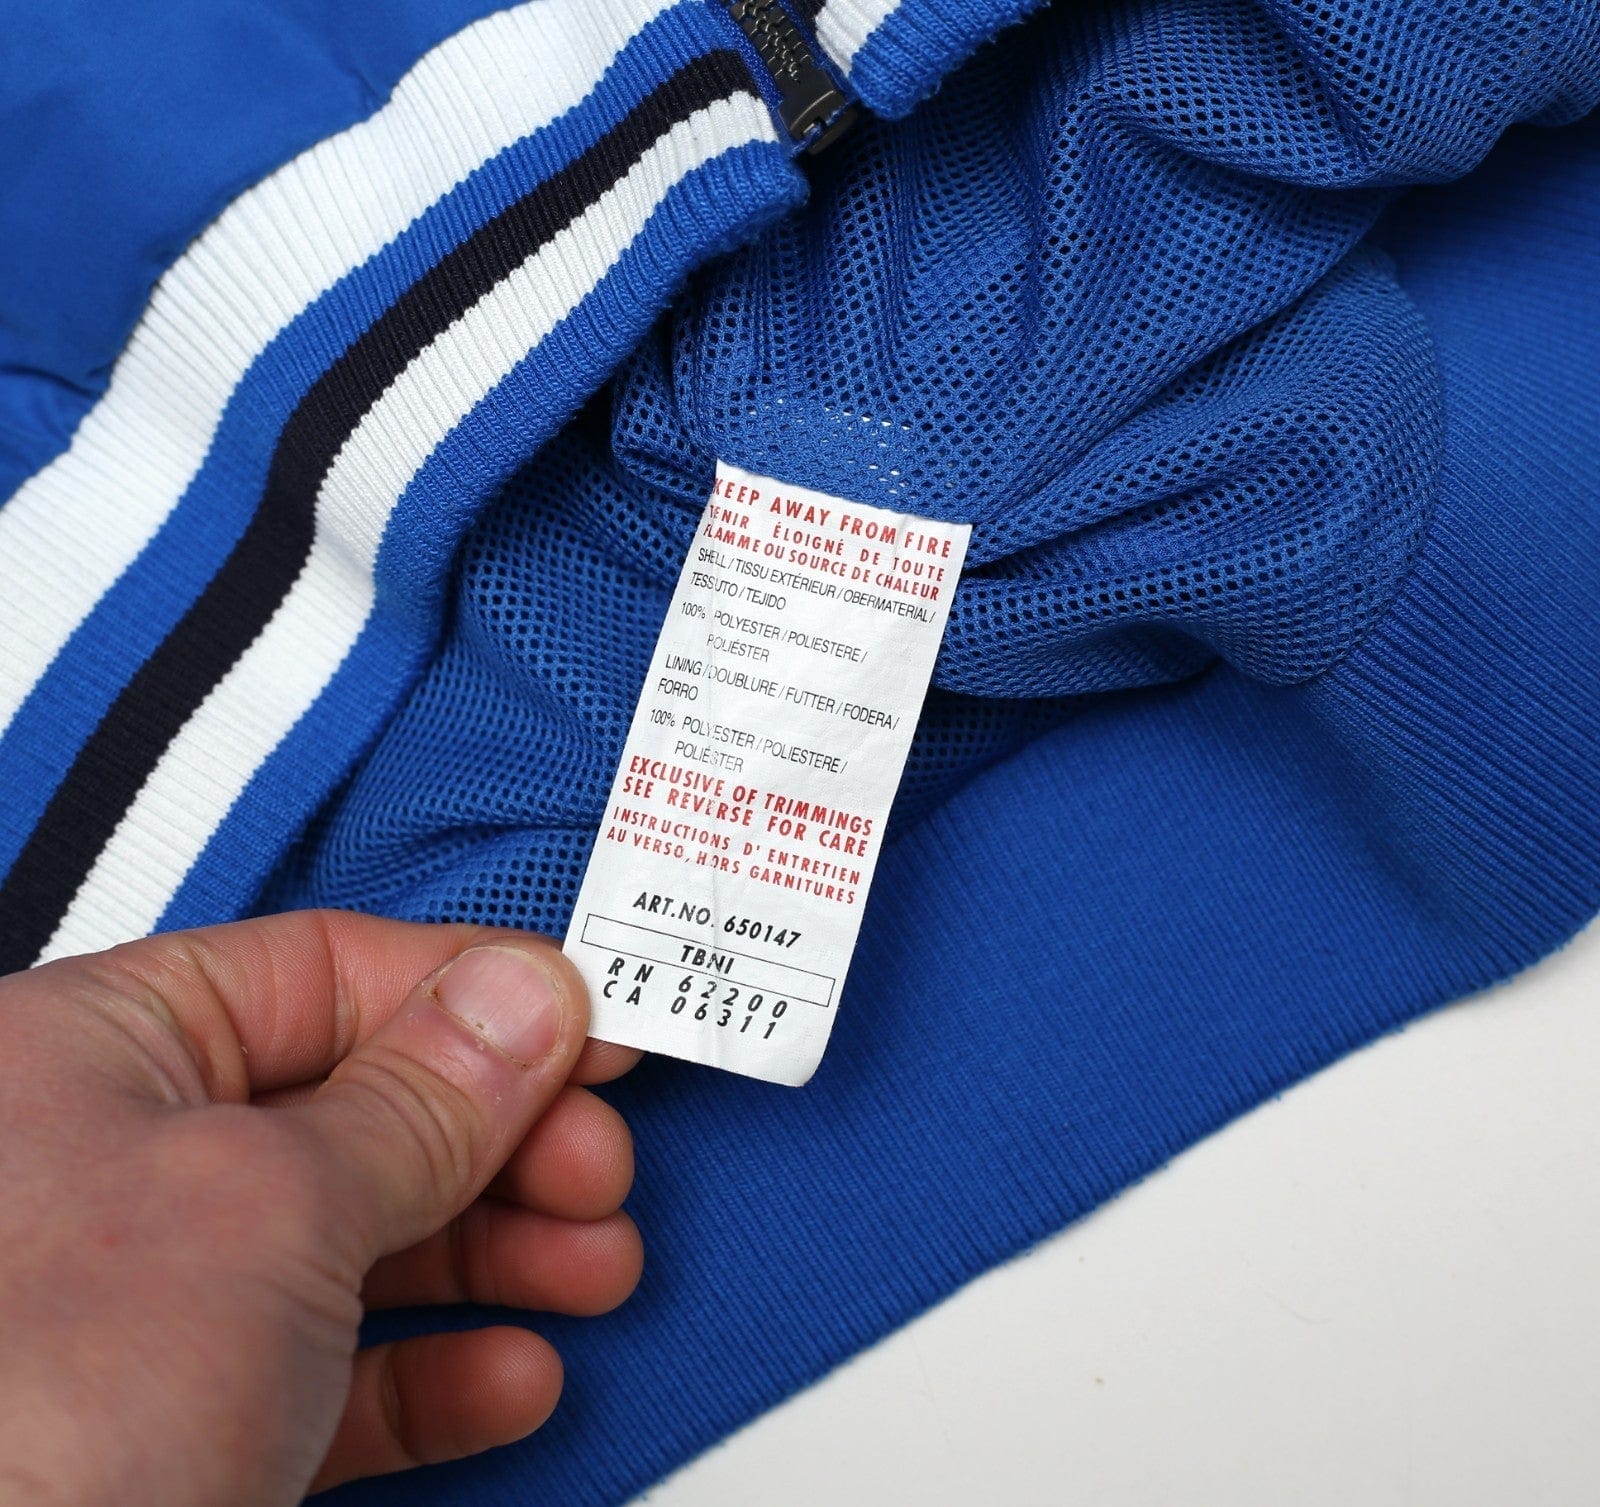 KEEP AWAY FROM FIRE
TENIR ÉLOIGNÉ DE TOUTE
FLAMME OU SOURCE DE CHALEUR
SHELL / TISSU EXTÉRIEUR / OBERMATERIAL /
TESSUTO / TEJIDO
100% POLYESTER / POLIESTERE /
POLIÉSTER
LINING / DOUBLURE / FUTTER / FODERA /
FORRO
100% POLYESTER / POLIESTERE /
POLIÉSTER
EXCLUSIVE OF TRIMMINGS
SEE REVERSE FOR CARE
INSTRUCTIONS D' ENTRETIEN
AU VERSO, HORS GARNITURES
ART.NO. 650147
TBNI
RN 62200
CA 06311